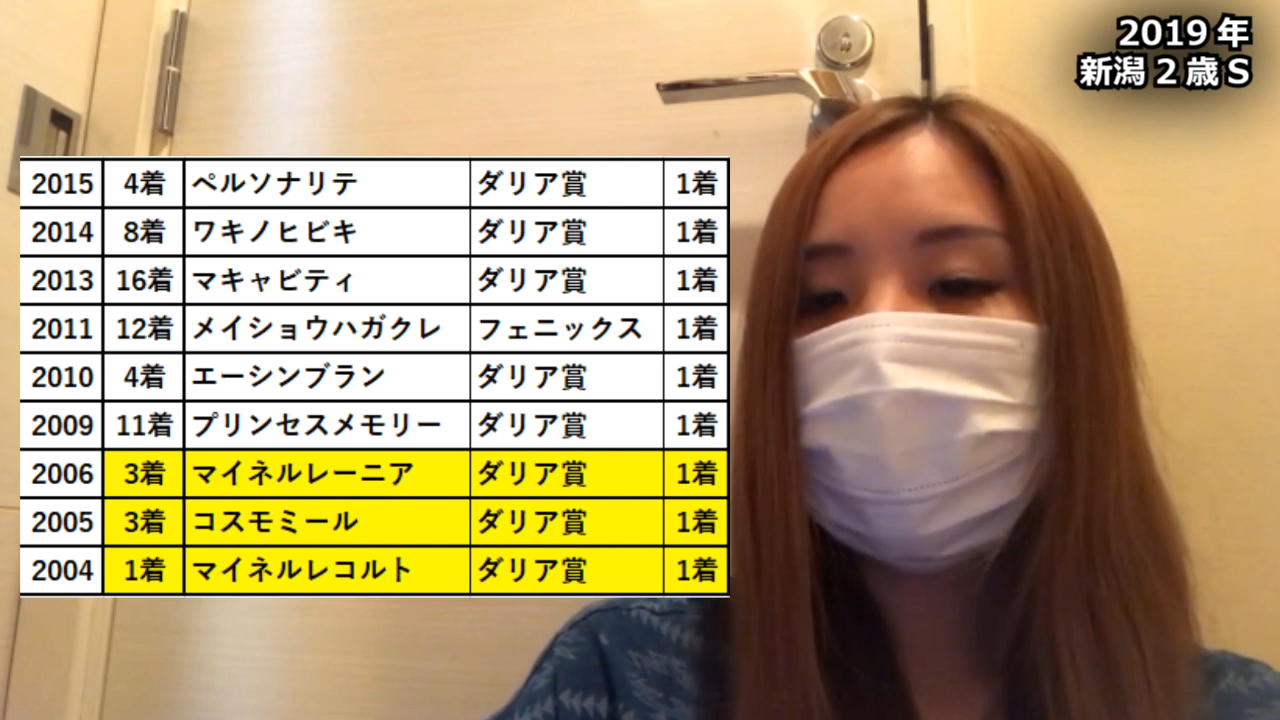 2019年
新潟2歳S
2015 4着 ペルソナリテ ダリア賞 1着
2014 8着 ワキノヒビキ ダリア賞 1着
2013 16着 マキャビティ ダリア賞 1着
2011 12着 メイショウハガクレ フェニックス 1着
2010 4着 エーシンブラン ダリア賞 1着
2009 11着 プリンセスメモリー ダリア賞 1着
2006 3着 マイネルレーニア ダリア賞 1着
2005 3着 コスモミール ダリア賞 1着
2004 1着 マイネルレコルト ダリア賞 1着